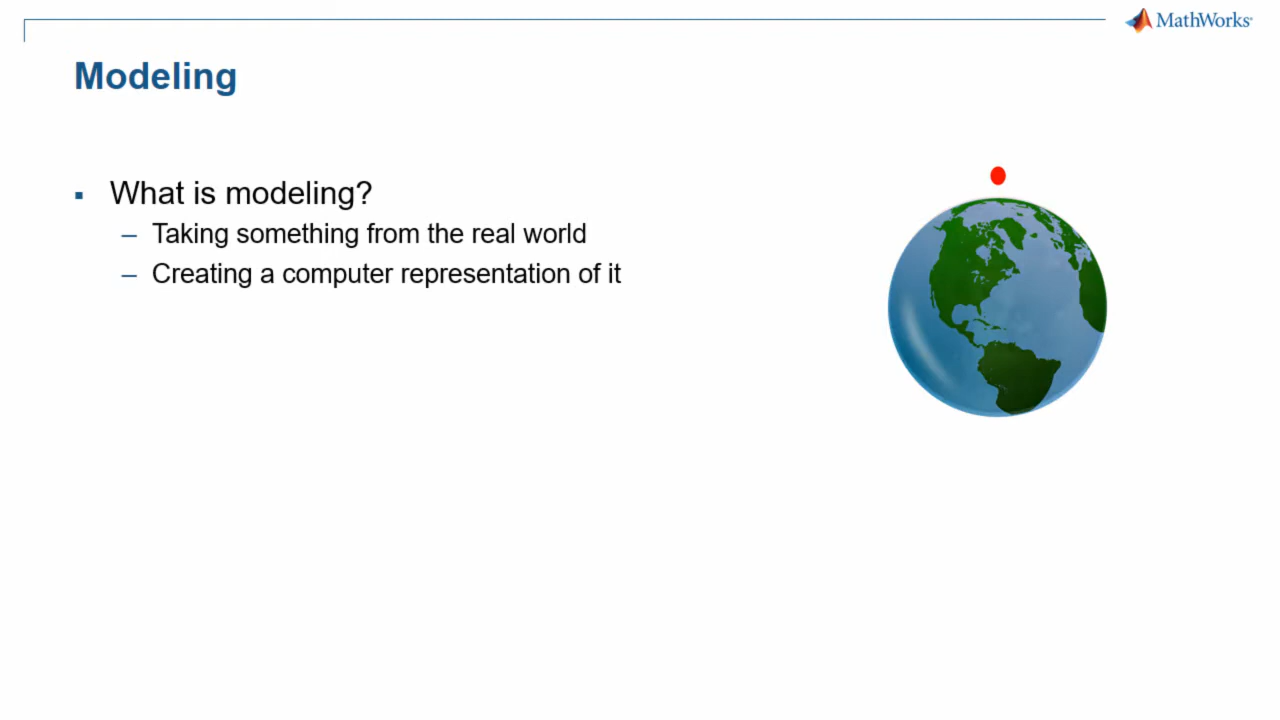 MathWorks®
Modeling
▪ What is modeling?
– Taking something from the real world
– Creating a computer representation of it